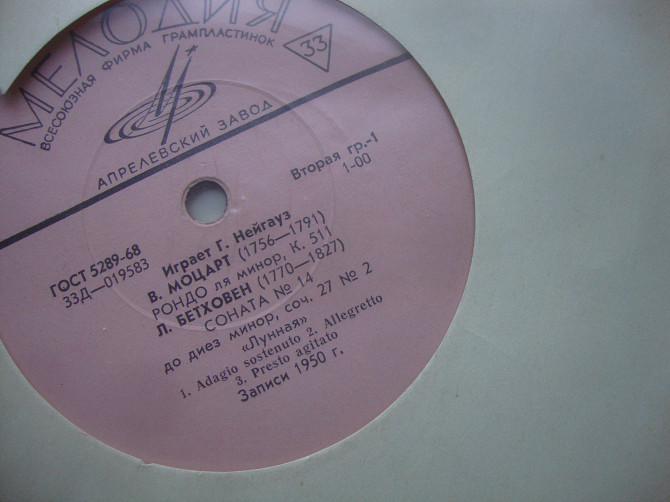 МЕЛОДИЯ
ВСЕСОЮЗНАЯ ФИРМА ГРАМПЛАСТИНОК
33
АПРЕЛЕВСКИЙ ЗАВОД
ГОСТ 5289-68
33Д—019583
Вторая гр.-1
1-00
Играет Г. Нейгауз
В. МОЦАРТ (1756—1791)
РОНДО ля минор, К. 511
Л. БЕТХОВЕН (1770—1827)
СОНАТА № 14
до диез минор, соч. 27 № 2
«Лунная»
1. Adagio sostenuto 2. Allegretto
3. Presto agitato
Записи 1950 г.